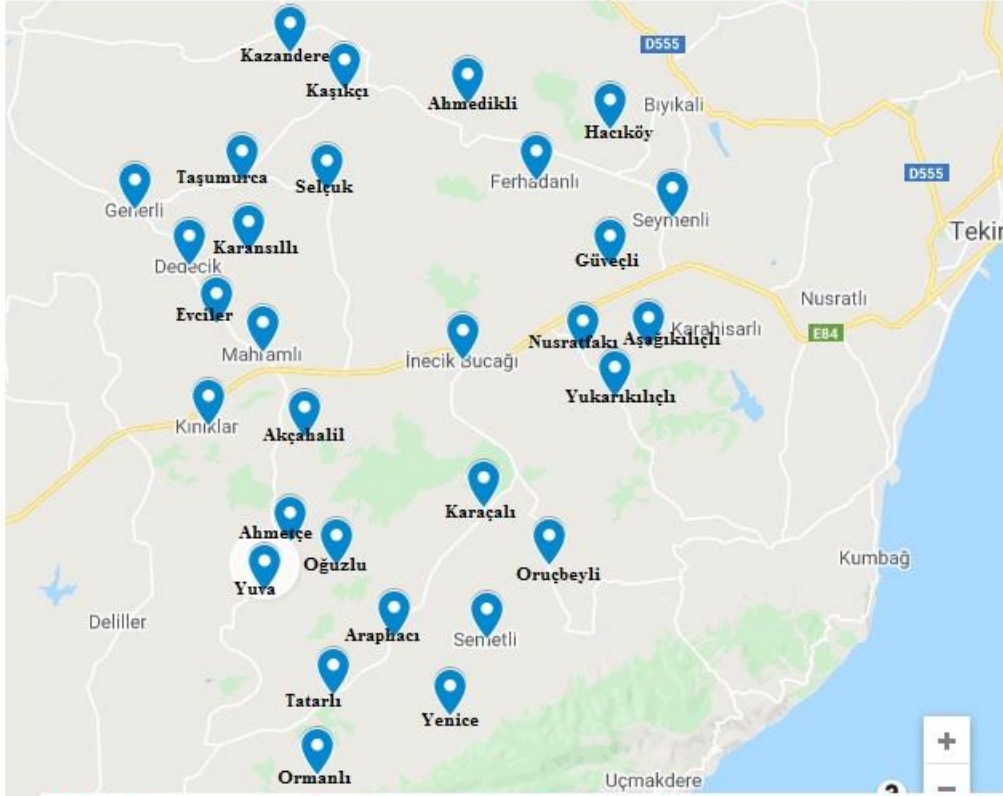 Kazandere
D555
Kaşıkçı
Ahmedikli
Bıyıkali
Hacıköy
Taşumurca
Selçuk
Ferhadanlı
D555
Generli
Seymenli
Karansıllı
Güveçli
Tekir
Dedecik
Evciler
Nusratlı
Mahramlı
İnecik Bucağı
Nusratfakı
Aşağıkılıçlı
Karahisarlı
E84
Yukarıkılıçlı
Kınıklar
Akçahalil
Karaçalı
Ahmetçe
Oğuzlu
Oruçbeyli
Kumbağ
Yuva
Deliller
Araphacı
Semetli
Tatarlı
Yenice
Ormanlı
Uçmakdere
+